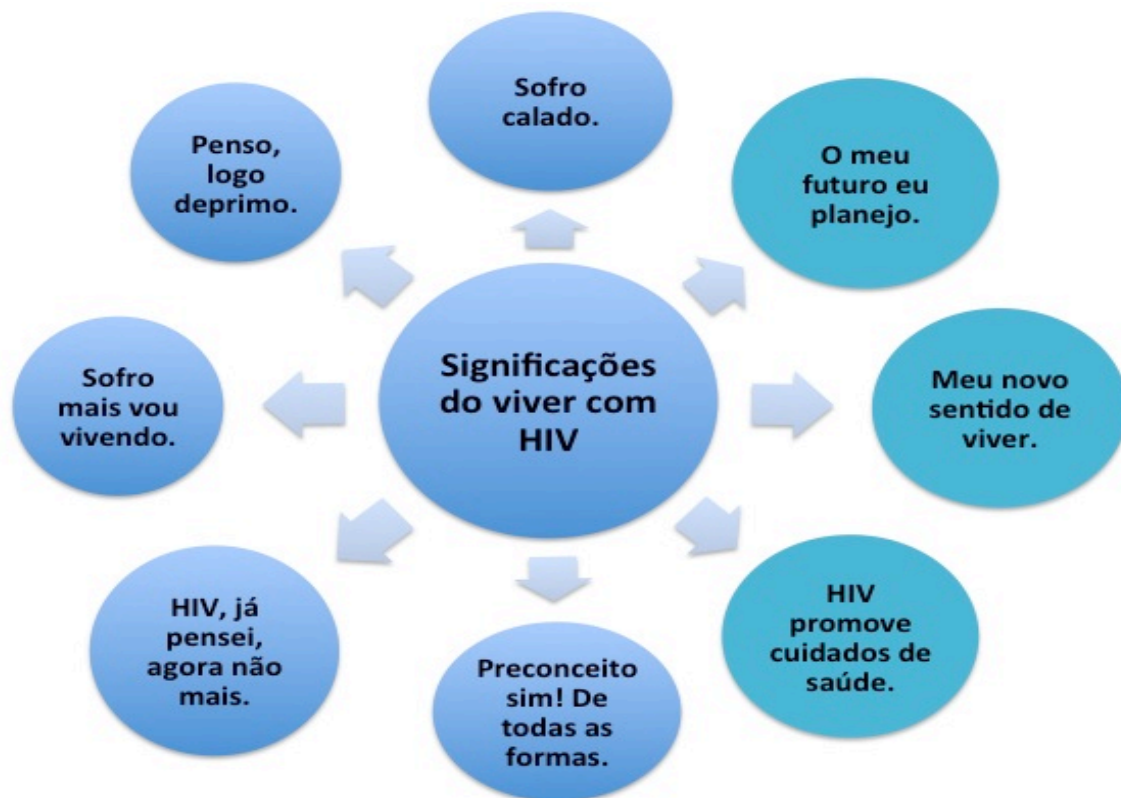 Sofro
calado.
O meu
futuro eu
planejo.
Meu novo
sentido de
viver.
HIV
promove
cuidados de
saúde.
Preconceito
sim! De
todas as
formas.
HIV, já
pensei,
agora não
mais.
Sofro
mais vou
vivendo.
Penso,
logo
deprimo.
Significações
do viver com
HIV